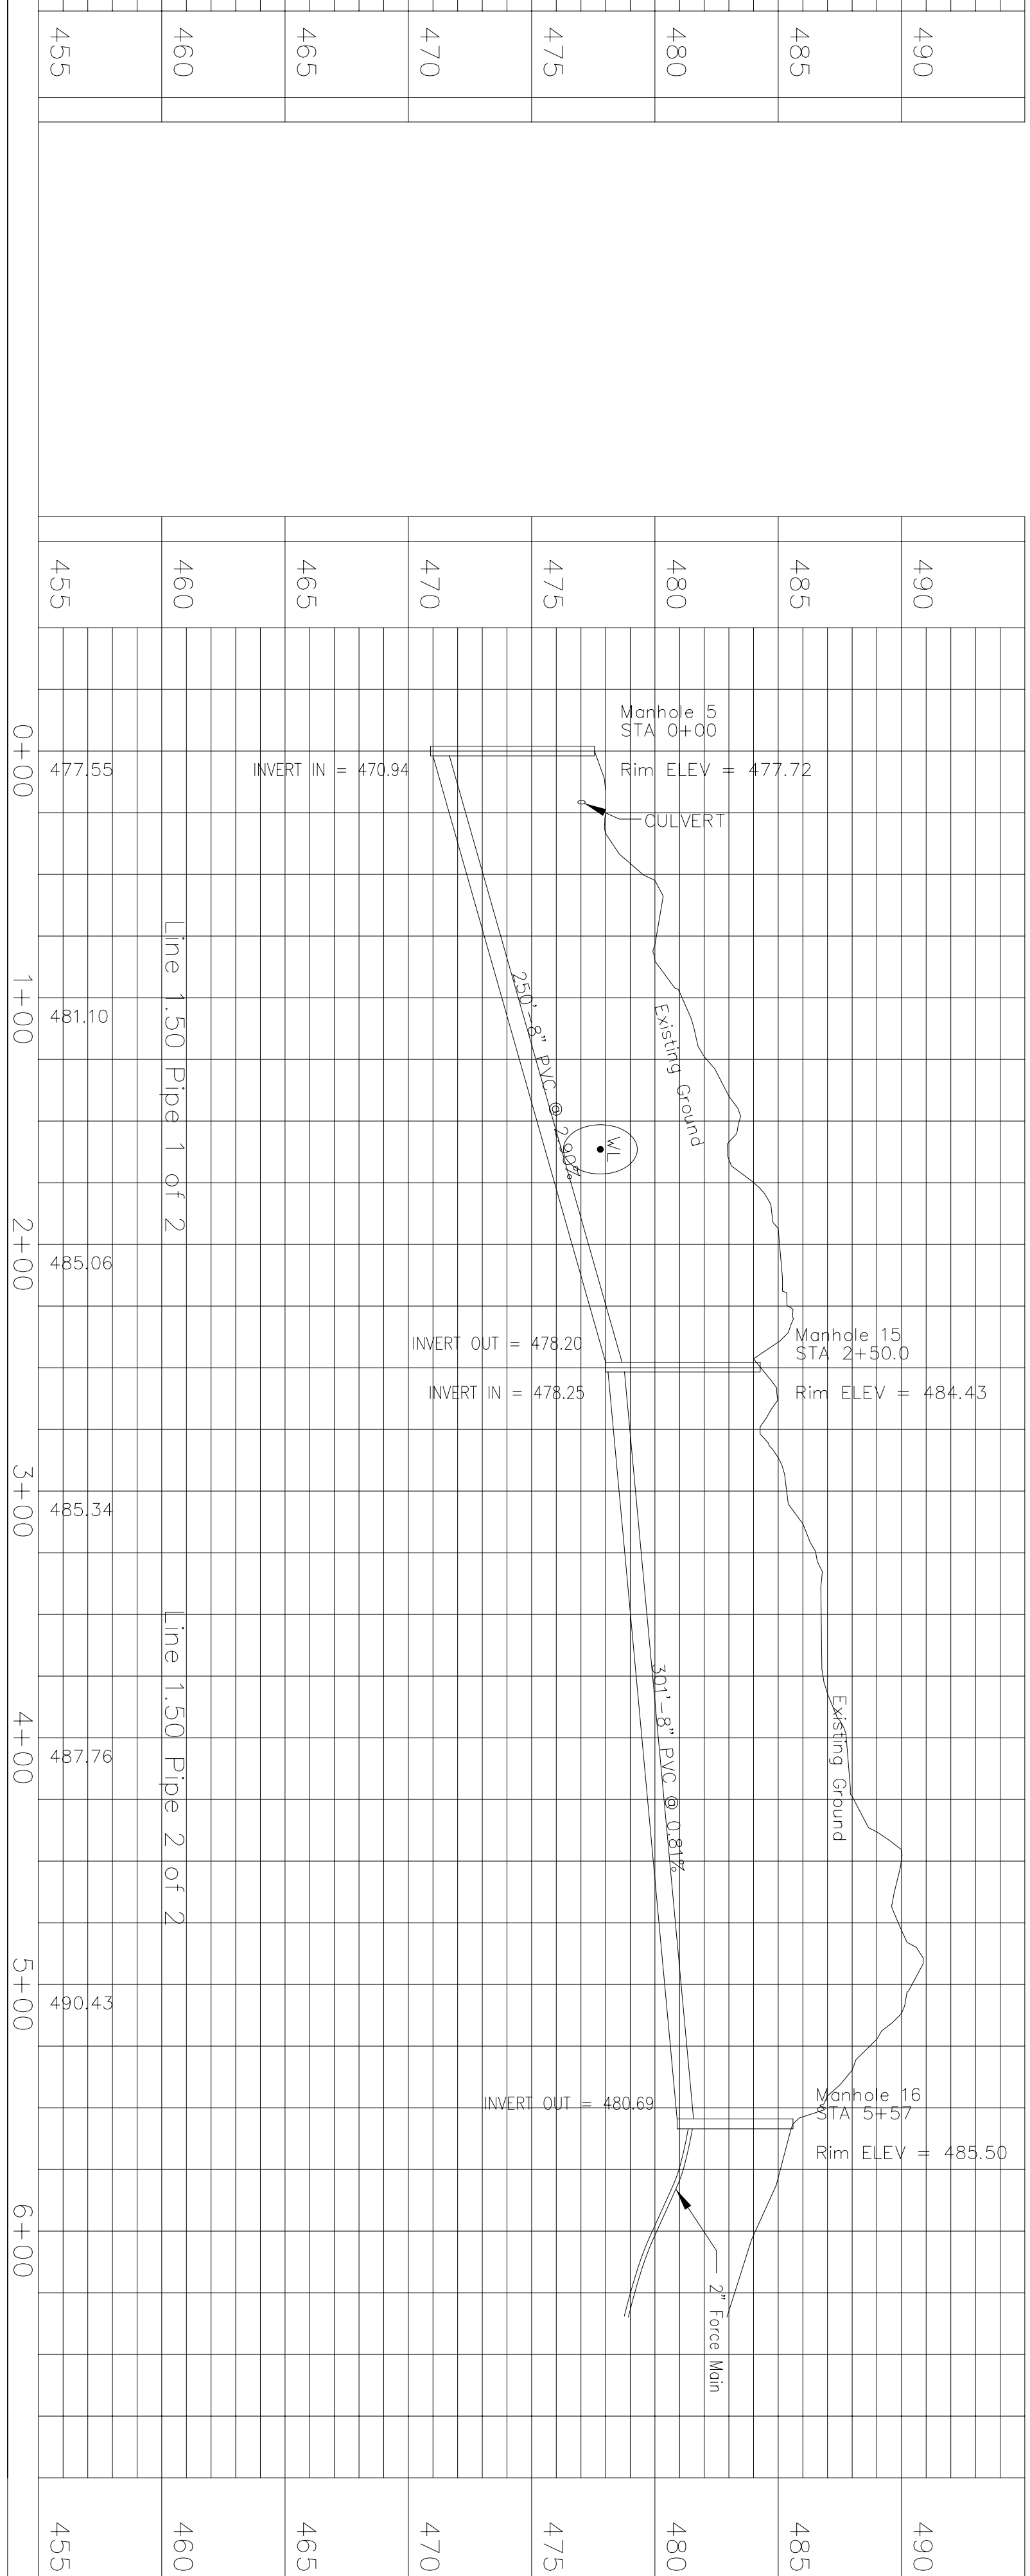 490
485
480
475
470
465
460
455
490
485
480
475
470
465
460
455
Manhole 5
STA 0+00
Rim ELEV = 477.72
CULVERT
INVERT IN = 470.94
250'-8" PVC @ 2.90%
Existing Ground
WL
Line 1.50 Pipe 1 of 2
Manhole 15
STA 2+50.0
Rim ELEV = 484.43
INVERT OUT = 478.20
INVERT IN = 478.25
301'-8" PVC @ 0.81%
Existing Ground
Line 1.50 Pipe 2 of 2
Manhole 16
STA 5+57
Rim ELEV = 485.50
INVERT OUT = 480.69
2" Force Main
477.55
481.10
485.06
485.34
487.76
490.43
0+00
1+00
2+00
3+00
4+00
5+00
6+00
490
485
480
475
470
465
460
455